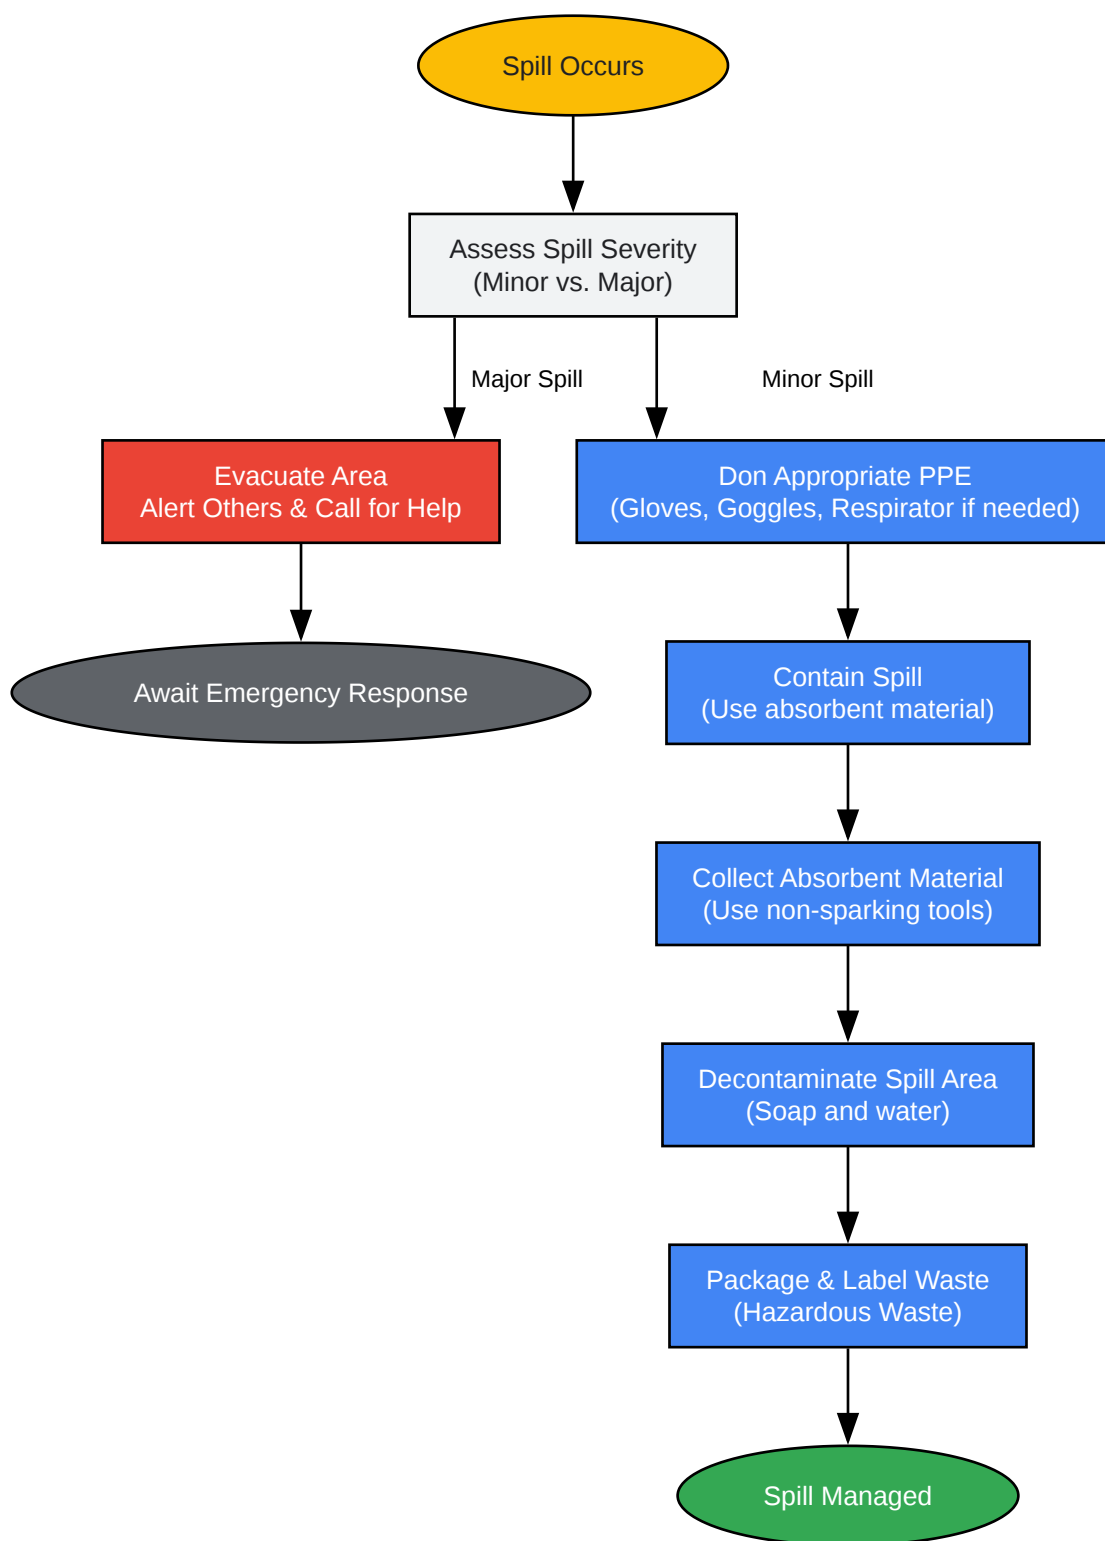 Spill Occurs
Assess Spill Severity
(Minor vs. Major)
Major Spill
Minor Spill
Evacuate Area
Alert Others & Call for Help
Don Appropriate PPE
(Gloves, Goggles, Respirator if needed)
Await Emergency Response
Contain Spill
(Use absorbent material)
Collect Absorbent Material
(Use non-sparking tools)
Decontaminate Spill Area
(Soap and water)
Package & Label Waste
(Hazardous Waste)
Spill Managed